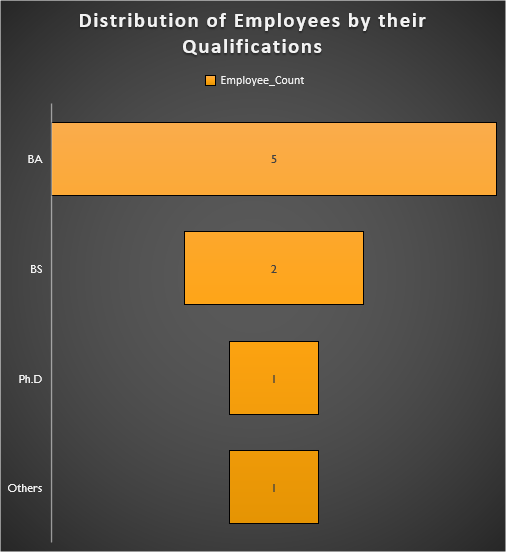 Distribution of Employees by their
Qualifications
Employee_Count
BA
5
BS
2
Ph.D
1
Others
1